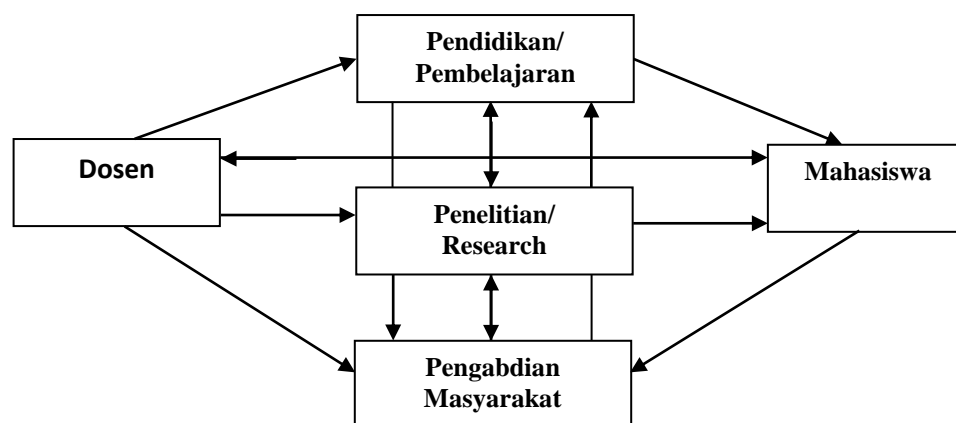 Pendidikan/
Pembelajaran
Dosen
Mahasiswa
Penelitian/
Research
Pengabdian
Masyarakat